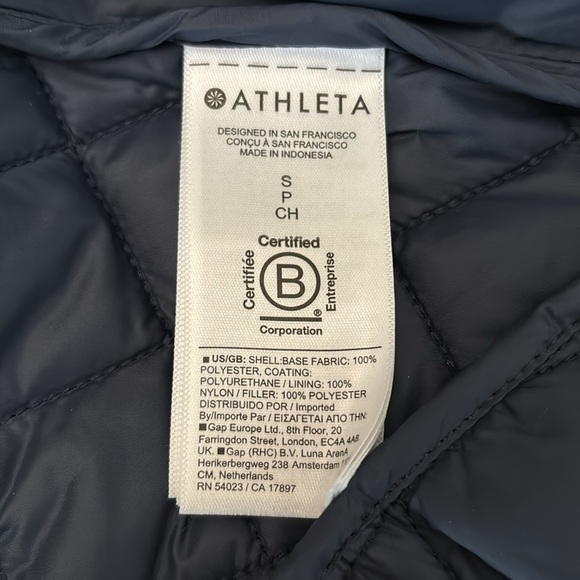 ATHLETA
DESIGNED IN SAN FRANCISCO
CONÇU À SAN FRANCISCO
MADE IN INDONESIA
S
P
CH
Certified
Certifiée
B
Entreprise
®
Corporation
■ US/GB: SHELL:BASE FABRIC: 100%
POLYESTER, COATING:
POLYURETHANE / LINING: 100%
NYLON / FILLER: 100% POLYESTER
DISTRIBUIDO POR / Imported
By/Importe Par / ΕΙΣΑΓΕΤΑΙ ΑΠΟ ΤΗΝ:
■ Gap Europe Ltd., 8th Floor, 20
Farringdon Street, London, EC4A 4AB
UK. ■ Gap (RHC) B.V. Luna ArenA
Herikerbergweg 238 Amsterdam
CM, Netherlands
RN 54023 / CA 17897